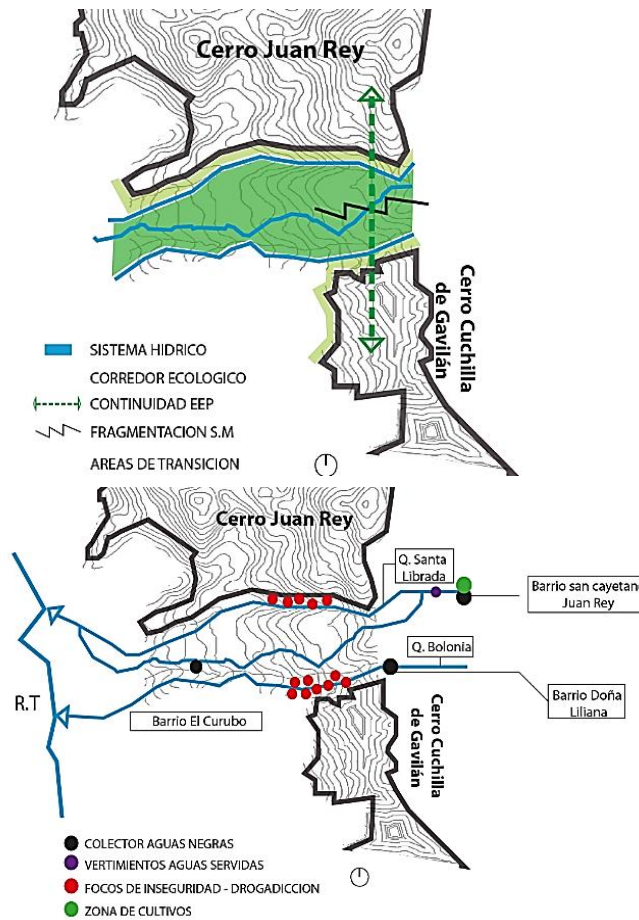 Cerro Juan Rey
Cerro Cuchilla
de Gavilán
SISTEMA HIDRICO
CORREDOR ECOLOGICO
CONTINUIDAD EEP
FRAGMENTACION S.M
AREAS DE TRANSICION
Cerro Juan Rey
Q. Santa
Librada
Barrio san cayetano
Juan Rey
Q. Bolonia
R.T
Barrio El Curubo
Barrio Doña
Liliana
Cerro Cuchilla
de Gavilán
COLECTOR AGUAS NEGRAS
VERTIMIENTOS AGUAS SERVIDAS
FOCOS DE INSEGURIDAD - DROGADICCION
ZONA DE CULTIVOS